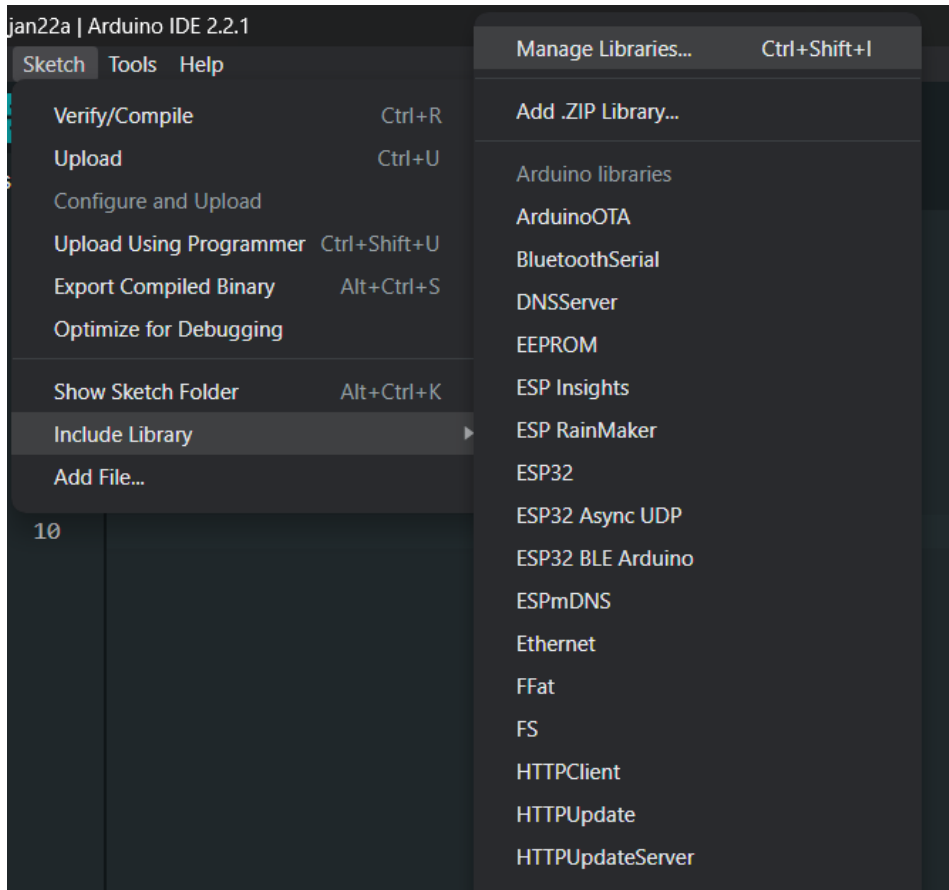 jan22a | Arduino IDE 2.2.1
Sketch Tools Help
Verify/Compile Ctrl+R
Upload Ctrl+U
Configure and Upload
Upload Using Programmer Ctrl+Shift+U
Export Compiled Binary Alt+Ctrl+S
Optimize for Debugging
Show Sketch Folder Alt+Ctrl+K
Include Library
Add File...
10
Manage Libraries... Ctrl+Shift+I
Add .ZIP Library...
Arduino libraries
ArduinoOTA
BluetoothSerial
DNSServer
EEPROM
ESP Insights
ESP RainMaker
ESP32
ESP32 Async UDP
ESP32 BLE Arduino
ESPmDNS
Ethernet
FFat
FS
HTTPClient
HTTPUpdate
HTTPUpdateServer